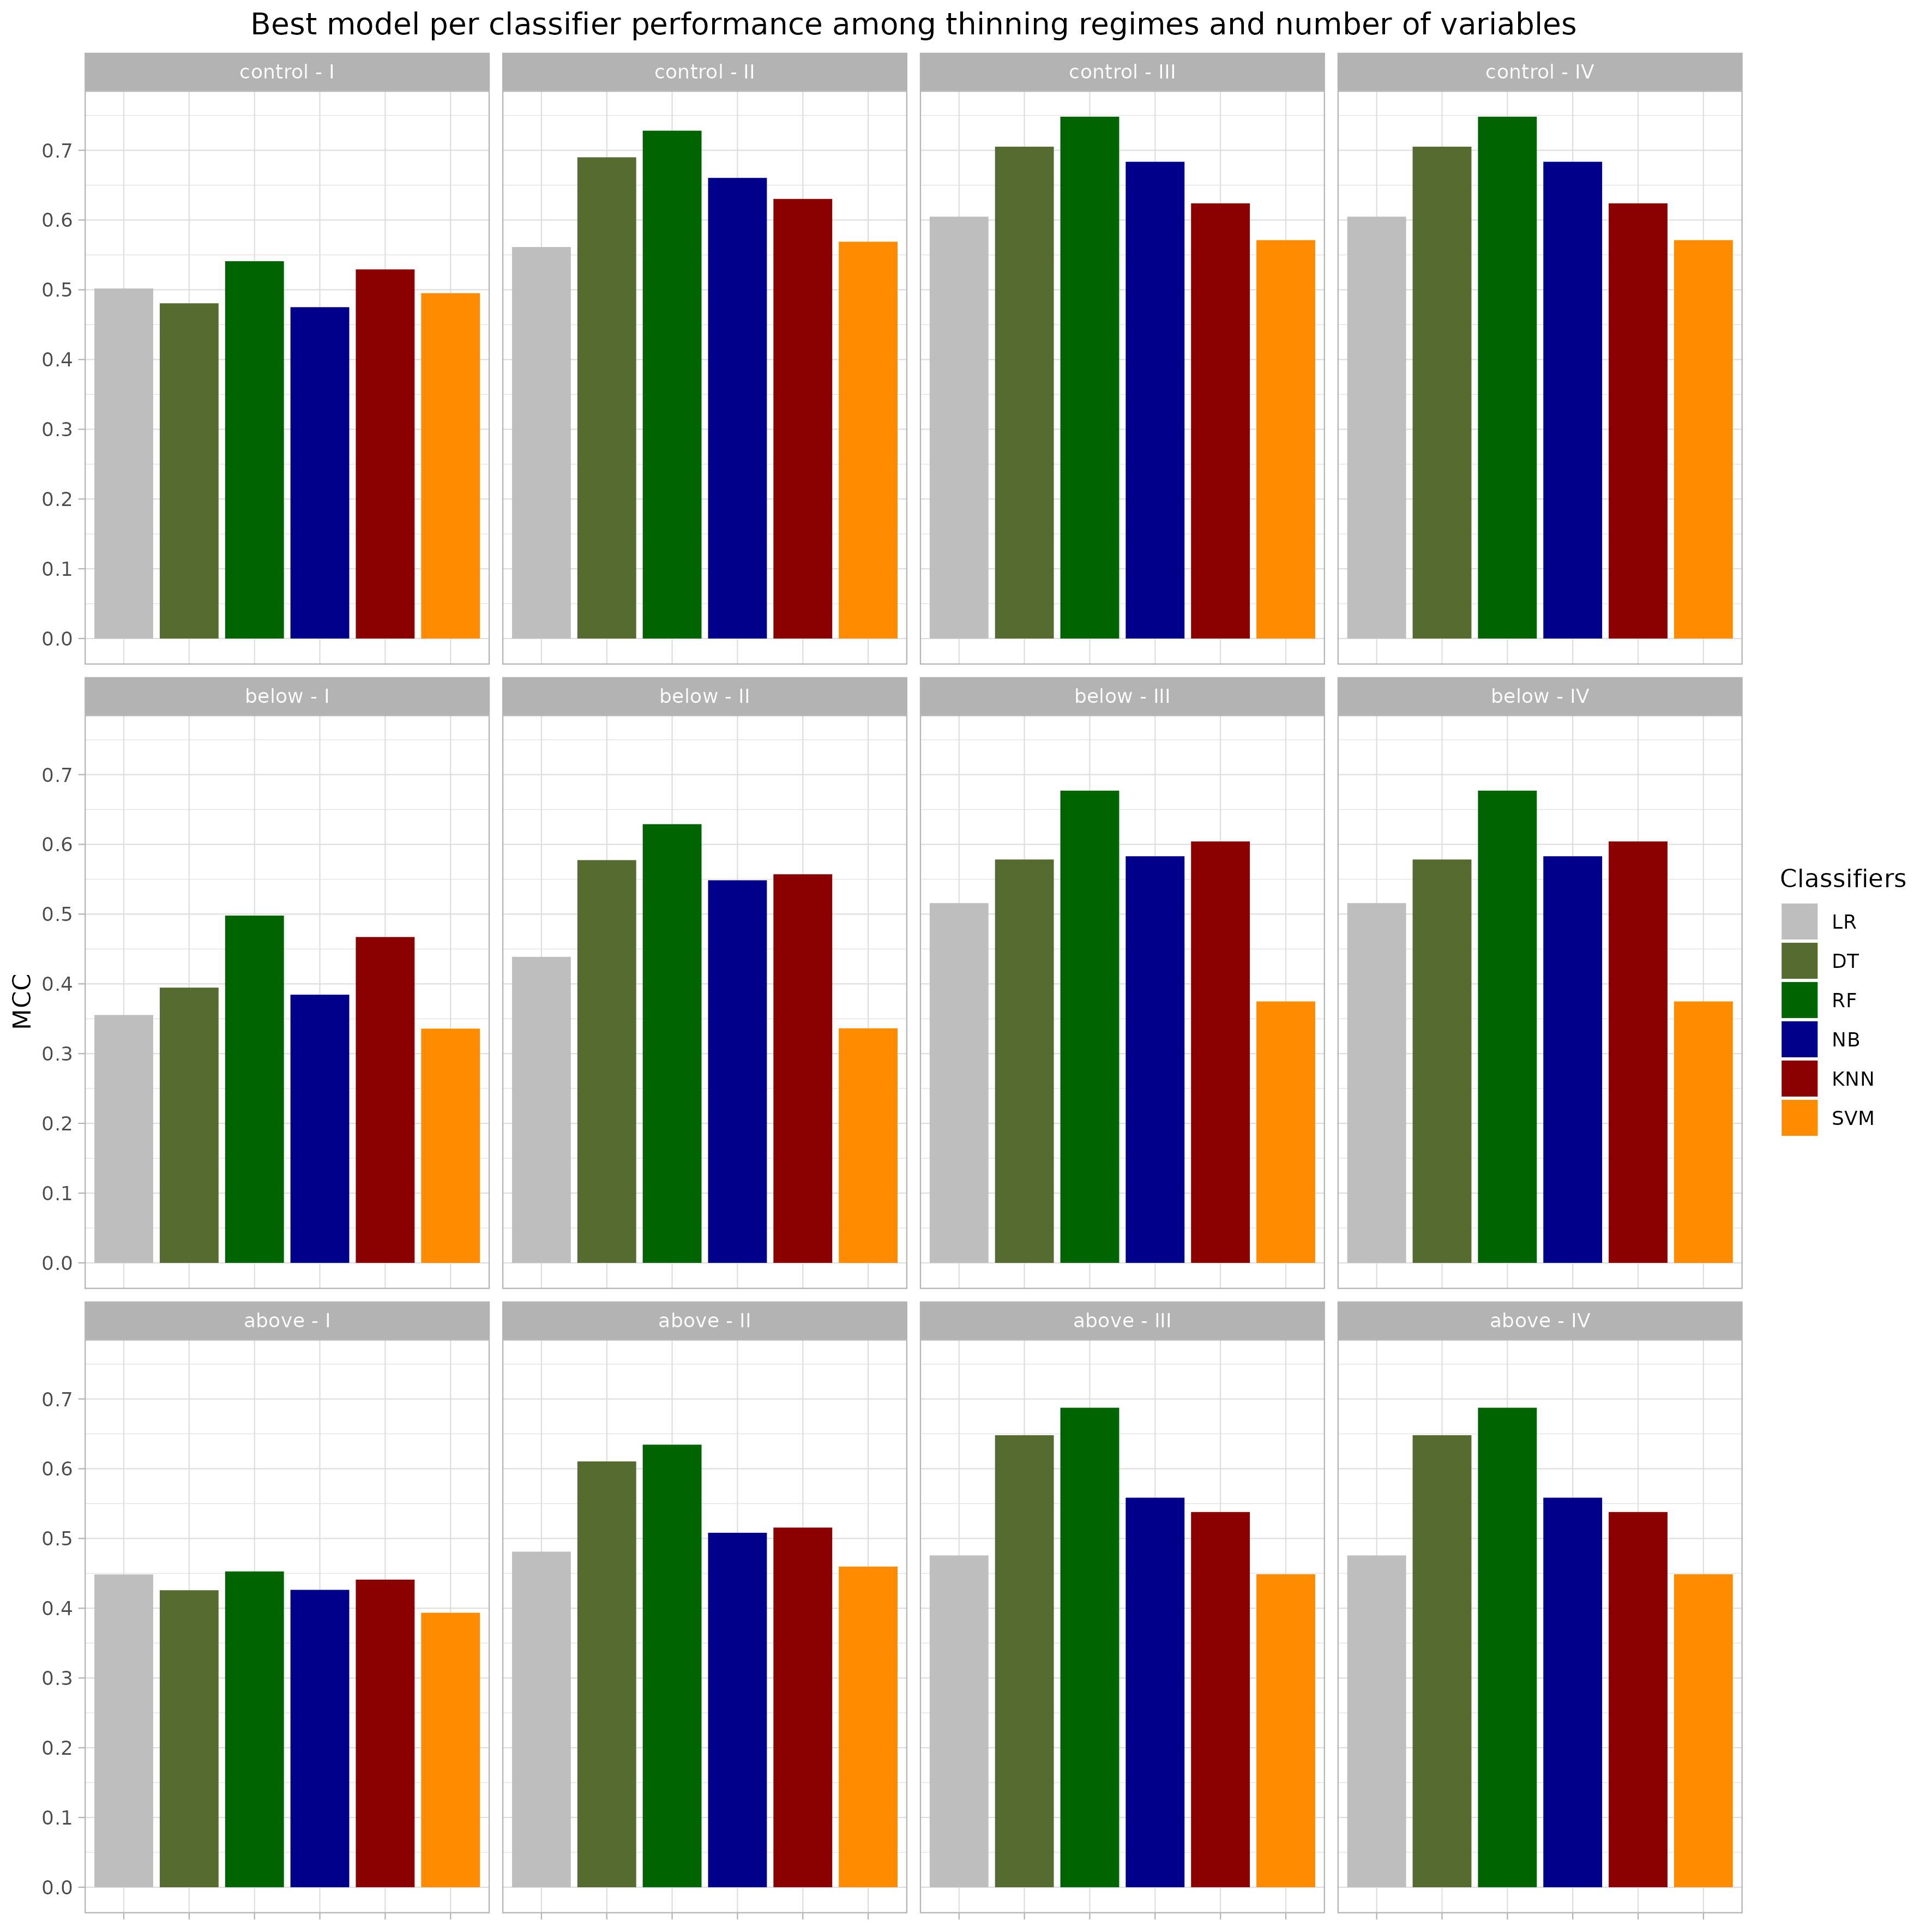 Best model per classifier performance among thinning regimes and number of variables
control - I
control - II
control - III
control - IV
0.7
0.6
0.5
0.4
0.3
0.2
0.1
0.0
below - I
below - II
below - III
below - IV
0.7
0.6
0.5
0.4
0.3
0.2
0.1
0.0
above - I
above - II
above - III
above - IV
0.7
0.6
0.5
0.4
0.3
0.2
0.1
0.0
MCC
Classifiers
LR
DT
RF
NB
KNN
SVM